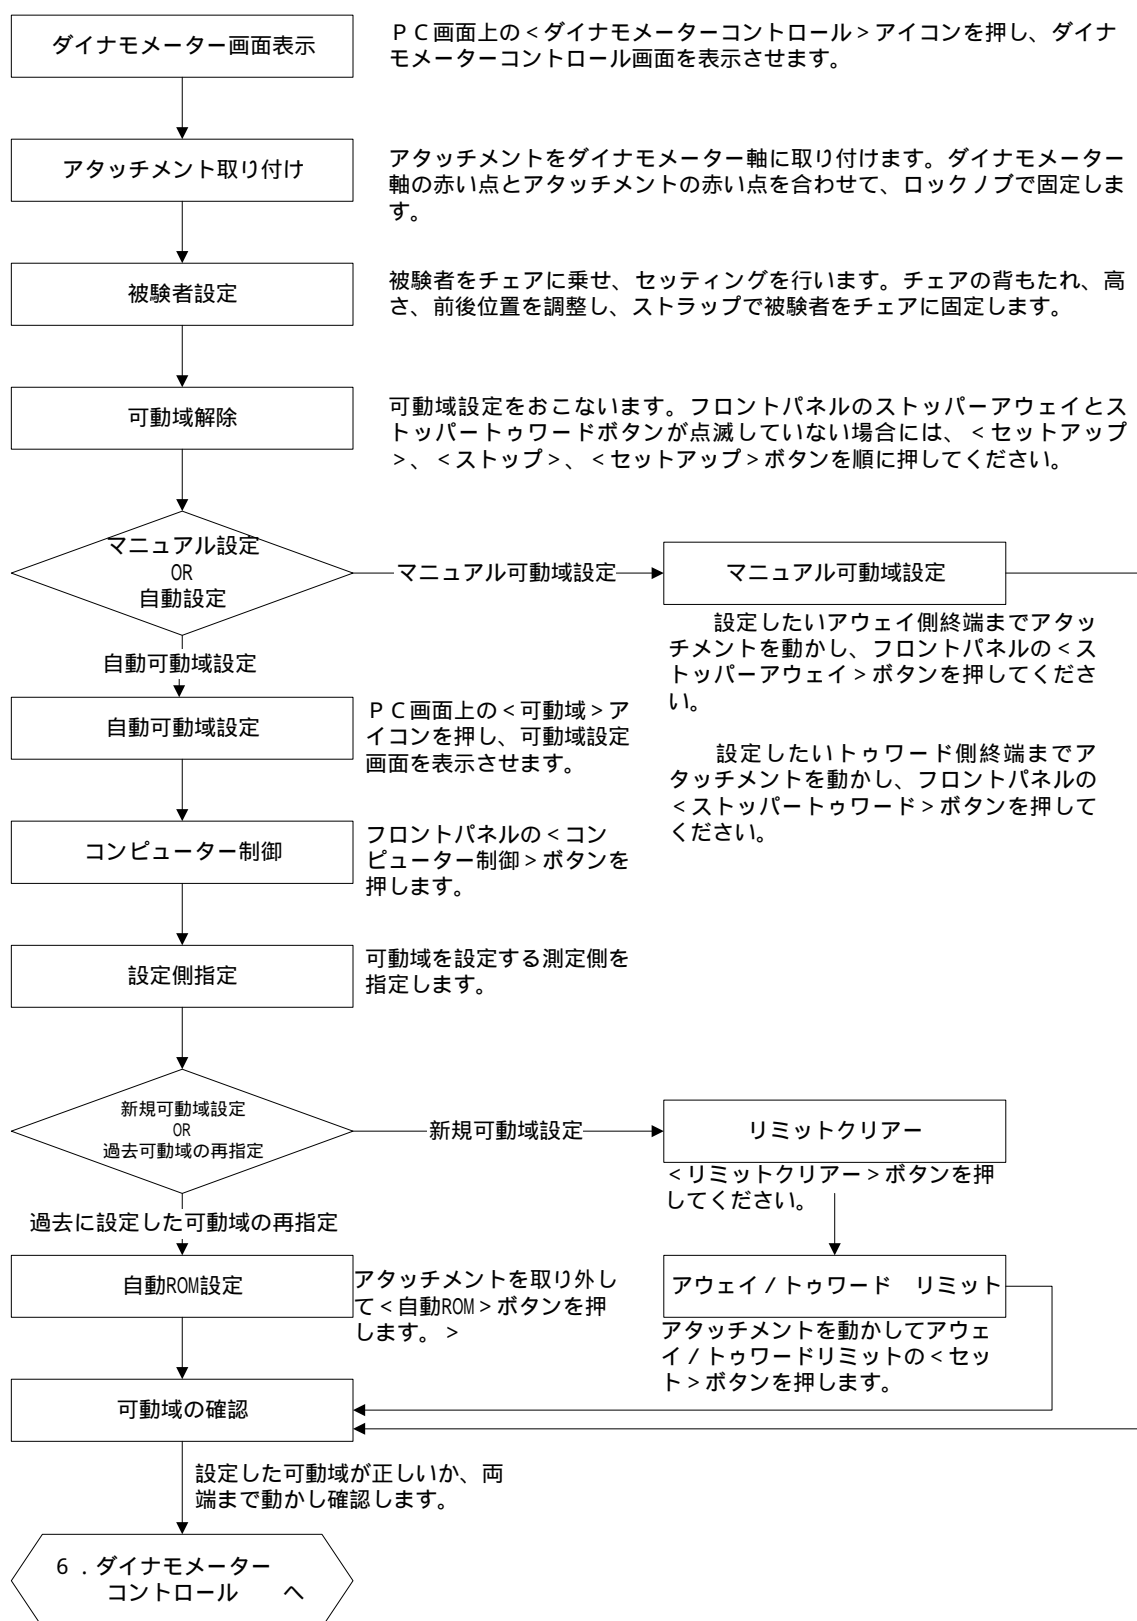 ダイナモメーター画面表示
ＰＣ画面上の＜ダイナモメーターコントロール＞アイコンを押し、ダイナ
モメーターコントロール画面を表示させます。
アタッチメント取り付け
アタッチメントをダイナモメーター軸に取り付けます。ダイナモメーター
軸の赤い点とアタッチメントの赤い点を合わせて、ロックノブで固定しま
す。
被験者設定
被験者をチェアに乗せ、セッティングを行います。チェアの背もたれ、高
さ、前後位置を調整し、ストラップで被験者をチェアに固定します。
可動域解除
可動域設定をおこないます。フロントパネルのストッパーアウェイとス
トッパートゥワードボタンが点滅していない場合には、＜セットアップ
＞、＜ストップ＞、＜セットアップ＞ボタンを順に押してください。
マニュアル設定
OR
自動設定
マニュアル可動域設定
マニュアル可動域設定
設定したいアウェイ側終端までアタッ
チメントを動かし、フロントパネルの＜ス
トッパーアウェイ＞ボタンを押してくださ
い。
設定したいトゥワード側終端までア
タッチメントを動かし、フロントパネルの
＜ストッパートゥワード＞ボタンを押して
ください。
自動可動域設定
自動可動域設定
ＰＣ画面上の＜可動域＞ア
イコンを押し、可動域設定
画面を表示させます。
コンピューター制御
フロントパネルの＜コン
ピューター制御＞ボタンを
押します。
設定側指定
可動域を設定する測定側を
指定します。
新規可動域設定
OR
過去可動域の再指定
新規可動域設定
リミットクリアー
＜リミットクリアー＞ボタンを押
してください。
過去に設定した可動域の再指定
自動ROM設定
アタッチメントを取り外し
て＜自動ROM＞ボタンを押
します。＞
アウェイ／トゥワード　リミット
アタッチメントを動かしてアウェ
イ／トゥワードリミットの＜セッ
ト＞ボタンを押します。
可動域の確認
設定した可動域が正しいか、両
端まで動かし確認します。
６．ダイナモメーター
コントロール　へ